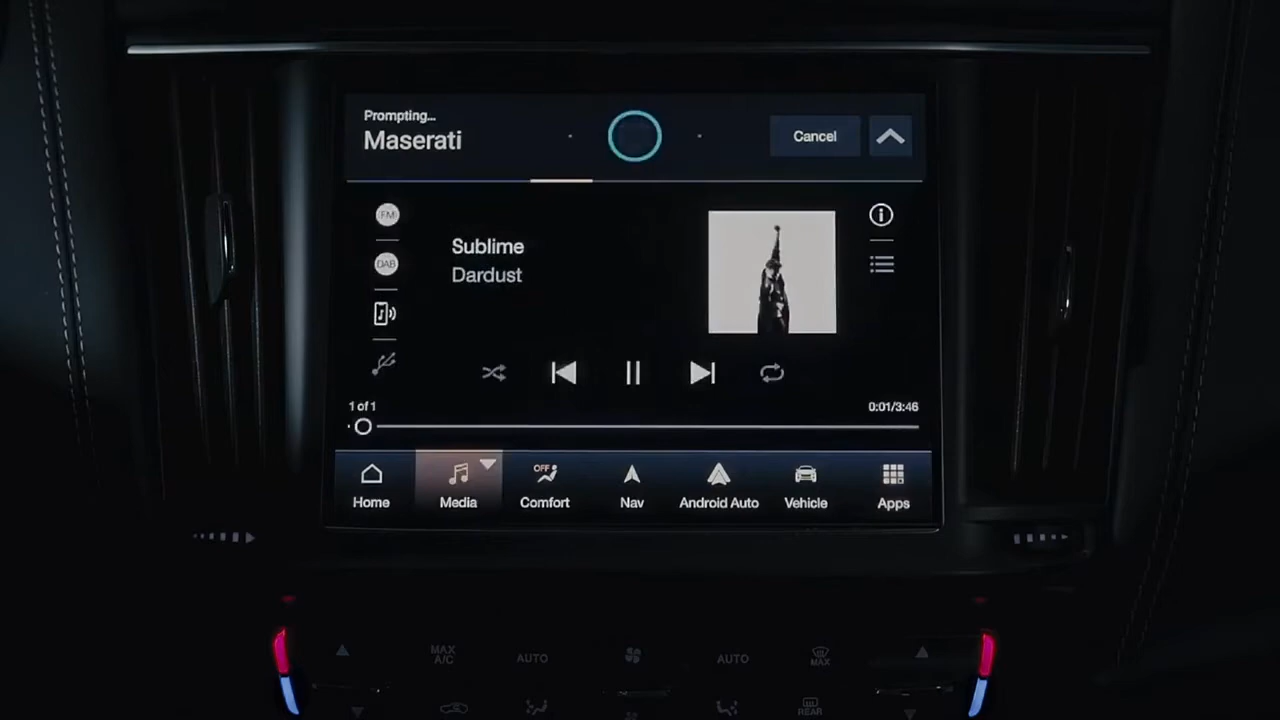 Prompting...
Maserati
Cancel
FM
DAB
Sublime
Dardust
1 of 1
0:01/3:46
OFF
Home
Media
Comfort
Nav
Android Auto
Vehicle
Apps
MAX
A/C
AUTO
AUTO
MAX
REAR